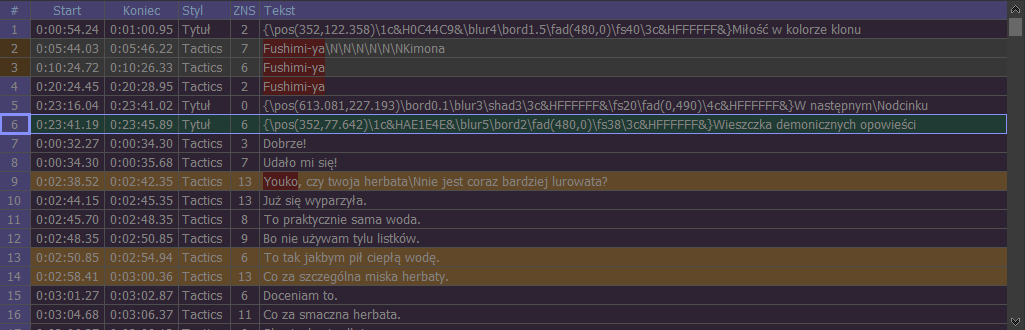 # Start Koniec Styl ZNS Tekst
1 0:00:54.24 0:01:00.95 Tytuł 2 {\pos(352,122.358)\1c&H0C44C9&\blur4\bord1.5\fad(480,0)\fs40\3c&HFFFFFF&}Miłość w kolorze klonu
2 0:05:44.03 0:05:46.22 Tactics 7 Fushimi-ya\N\N\N\N\N\NKimona
3 0:10:24.72 0:10:26.33 Tactics 6 Fushimi-ya
4 0:20:24.45 0:20:28.95 Tactics 2 Fushimi-ya
5 0:23:16.04 0:23:41.02 Tytuł 0 {\pos(613.081,227.193)\bord0.1\blur3\shad3\3c&HFFFFFF&\fs20\fad(0,490)\4c&HFFFFFF&}W następnym\Nodcinku
6 0:23:41.19 0:23:45.89 Tytuł 6 {\pos(352,77.642)\1c&HAE1E4E&\blur5\bord2\fad(480,0)\fs38\3c&HFFFFFF&}Wieszczka demonicznych opowieści
7 0:00:32.27 0:00:34.30 Tactics 3 Dobrze!
8 0:00:34.30 0:00:35.68 Tactics 7 Udało mi się!
9 0:02:38.52 0:02:42.35 Tactics 13 Youko, czy twoja herbata\Nnie jest coraz bardziej lurowata?
10 0:02:44.15 0:02:45.35 Tactics 13 Już się wyparzyła.
11 0:02:45.70 0:02:48.35 Tactics 8 To praktycznie sama woda.
12 0:02:48.35 0:02:50.85 Tactics 9 Bo nie używam tylu listków.
13 0:02:50.85 0:02:54.94 Tactics 6 To tak jakbym pił ciepłą wodę.
14 0:02:58.41 0:03:00.36 Tactics 13 Co za szczególna miska herbaty.
15 0:03:01.27 0:03:02.87 Tactics 6 Doceniam to.
16 0:03:04.68 0:03:06.37 Tactics 11 Co za smaczna herbata.